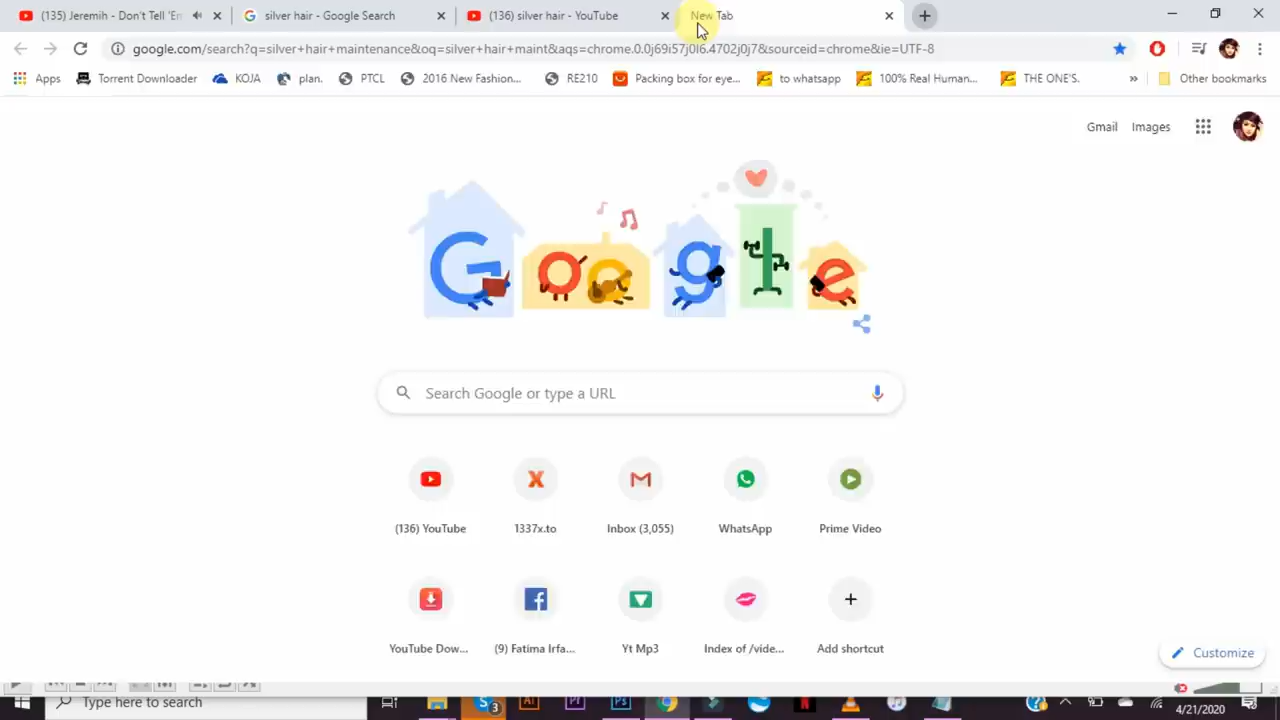 (135) Jeremih - Don't Tell 'Em
silver hair - Google Search
(136) silver hair - YouTube
New Tab
google.com/search?q=silver+hair+maintenance&oq=silver+hair+maint&aqs=chrome.0.0j69i57j0l6.4702j0j7&sourceid=chrome&ie=UTF-8
Apps
Torrent Downloader
KOJA
plan.
PTCL
2016 New Fashion...
RE210
Packing box for eye...
to whatsapp
100% Real Human...
THE ONE'S.
»
Other bookmarks
Gmail
Images
Google
Search Google or type a URL
(136) YouTube
1337x.to
Inbox (3,055)
WhatsApp
Prime Video
YouTube Dow...
(9) Fatima Irfa...
Yt Mp3
Index of /vide...
Add shortcut
Customize
Type here to search
4/21/2020